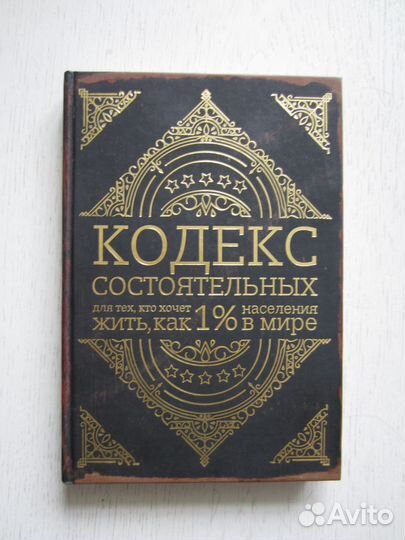 КОДЕКС
СОСТОЯТЕЛЬНЫХ
для тех, кто хочет
жить, как 1% населения
в мире
Avito